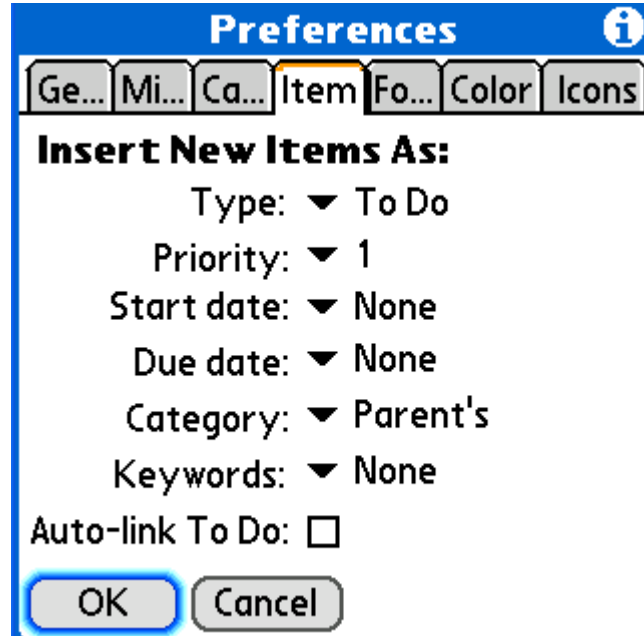 Preferences
Ge... Mi... Ca... Item Fo... Color Icons
Insert New Items As:
Type: To Do
Priority: 1
Start date: None
Due date: None
Category: Parent's
Keywords: None
Auto-link To Do:
OK Cancel